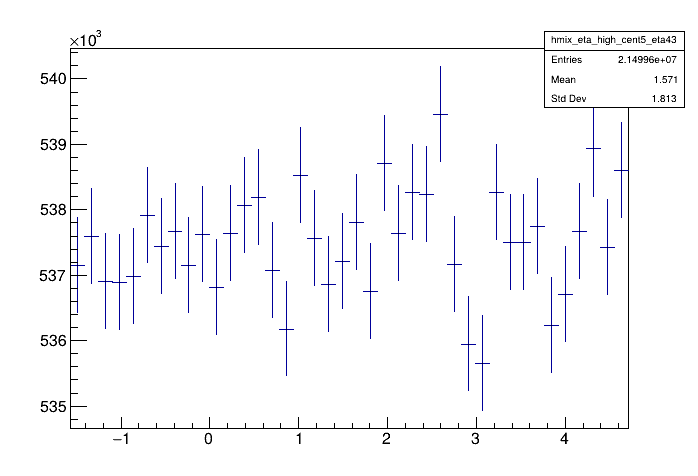 ×10³
hmix_eta_high_cent5_eta43
Entries 2.14996e+07
Mean 1.571
Std Dev 1.813
540
539
538
537
536
535
−1 0 1 2 3 4